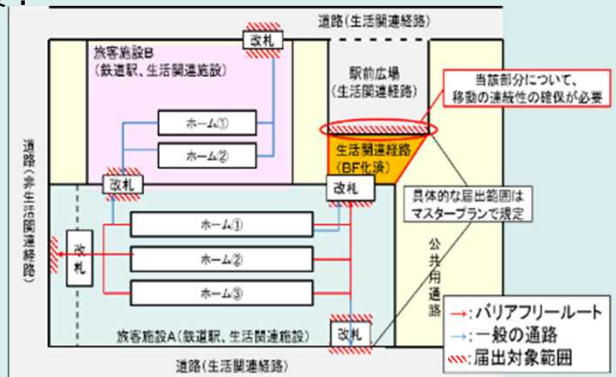 道路(生活関連経路)
改札
旅客施設B
(鉄道駅、生活関連施設)
駅前広場
(生活関連経路)
当該部分について、
移動の連続性の確保が必要
ホーム①
ホーム②
生活関連経路
(BF化済)
道路(非生活関連経路)
改札
改札
具体的な届出範囲は
マスタープランで規定
ホーム①
改札
ホーム②
ホーム③
公共用通路
旅客施設A(鉄道駅、生活関連施設)
改札
道路(生活関連経路)
→:バリアフリールート
→:一般の通路
:届出対象範囲